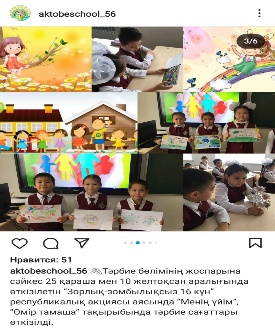 aktobeschool_56
3/6
Нравится: 51
aktobeschool_56 🕊Тәрбие бөлімінің жоспарына
сәйкес 25 қараша мен 10 желтоқсан аралығында
өткізілетін "Зорлық-зомбылықсыз 16 күн"
республикалық акциясы аясында "Менің үйім",
"Өмір тамаша" тақырыбында тәрбие сағаттары